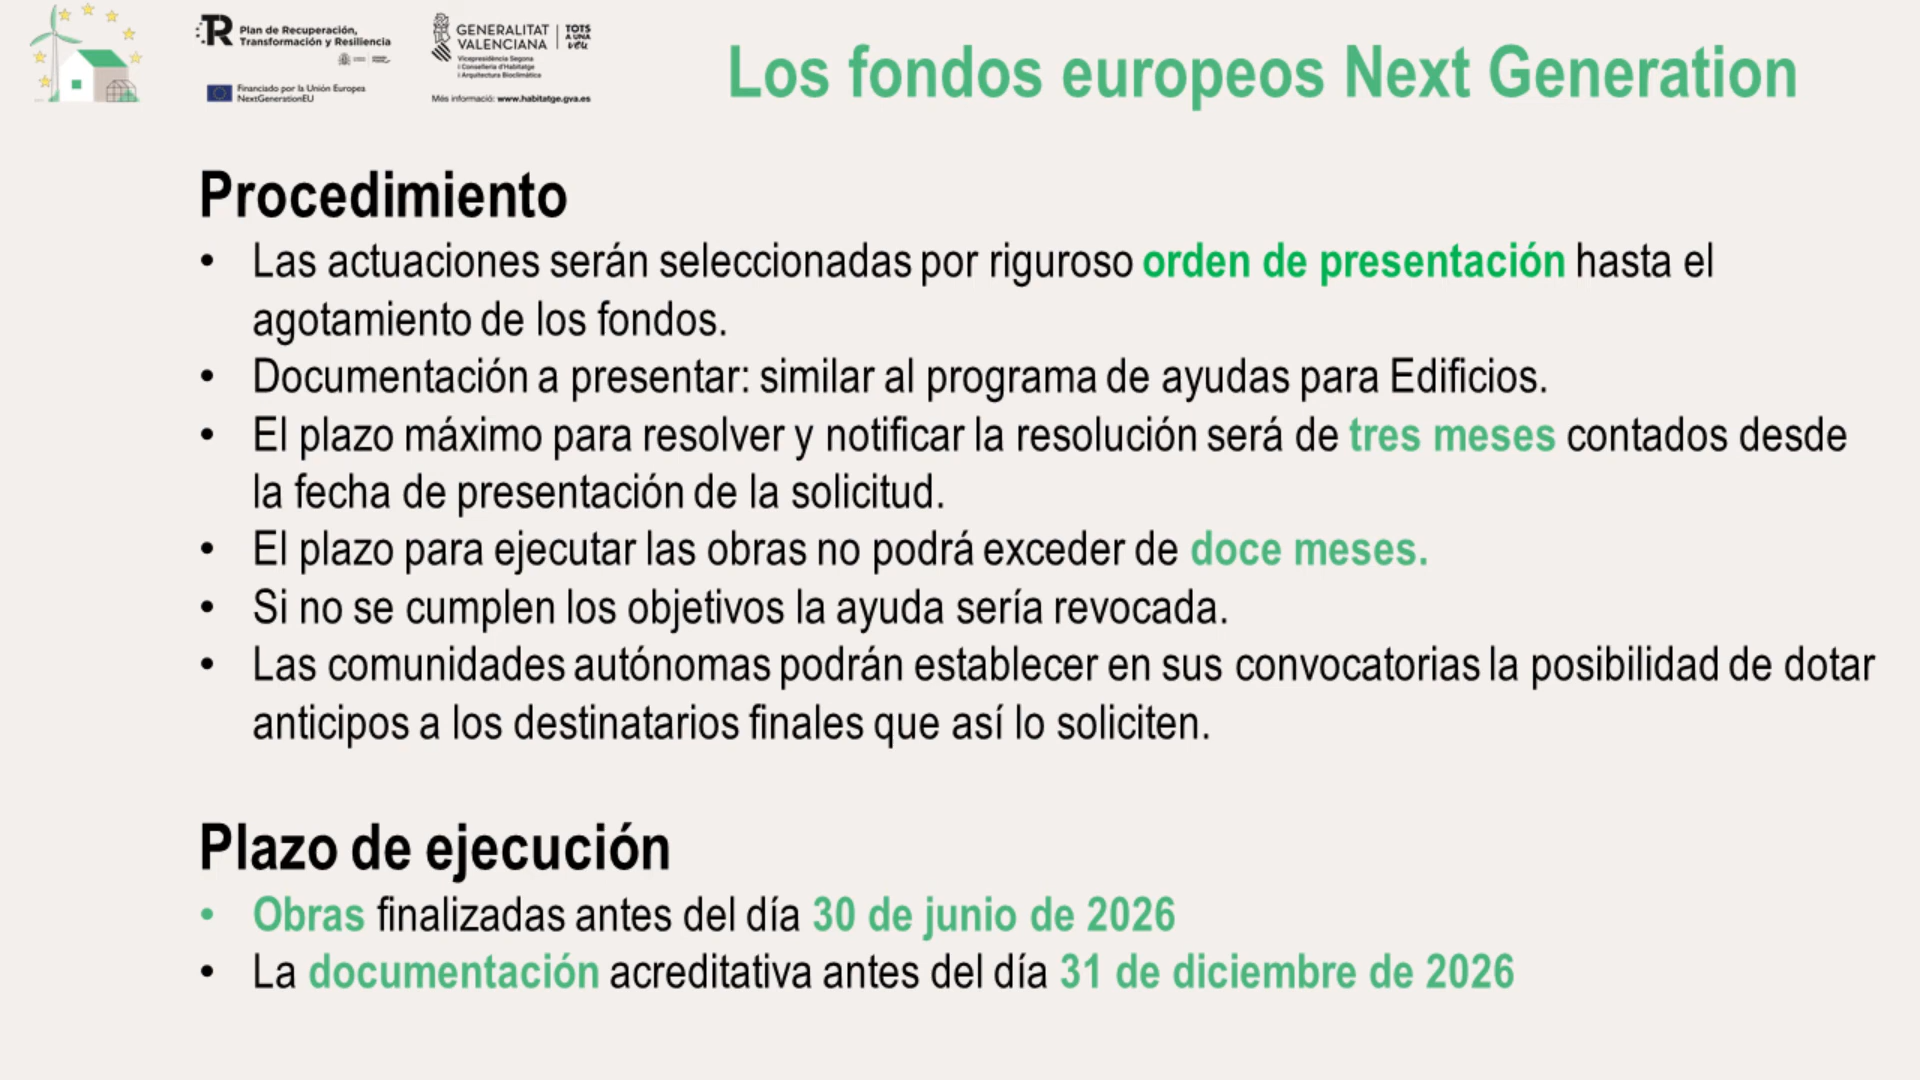 Plan de Recuperación,
Transformación y Resiliencia
Financiado por la Unión Europea
NextGenerationEU
GENERALITAT
VALENCIANA
TOTS
A UNA
veu
Vicepresidència Segona
i Conselleria d'Habitatge
i Arquitectura Bioclimàtica
Més informació: www.habitatge.gva.es
Los fondos europeos Next Generation
Procedimiento
• Las actuaciones serán seleccionadas por riguroso orden de presentación hasta el
agotamiento de los fondos.
• Documentación a presentar: similar al programa de ayudas para Edificios.
• El plazo máximo para resolver y notificar la resolución será de tres meses contados desde
la fecha de presentación de la solicitud.
• El plazo para ejecutar las obras no podrá exceder de doce meses.
• Si no se cumplen los objetivos la ayuda sería revocada.
• Las comunidades autónomas podrán establecer en sus convocatorias la posibilidad de dotar
anticipos a los destinatarios finales que así lo soliciten.
Plazo de ejecución
• Obras finalizadas antes del día 30 de junio de 2026
• La documentación acreditativa antes del día 31 de diciembre de 2026